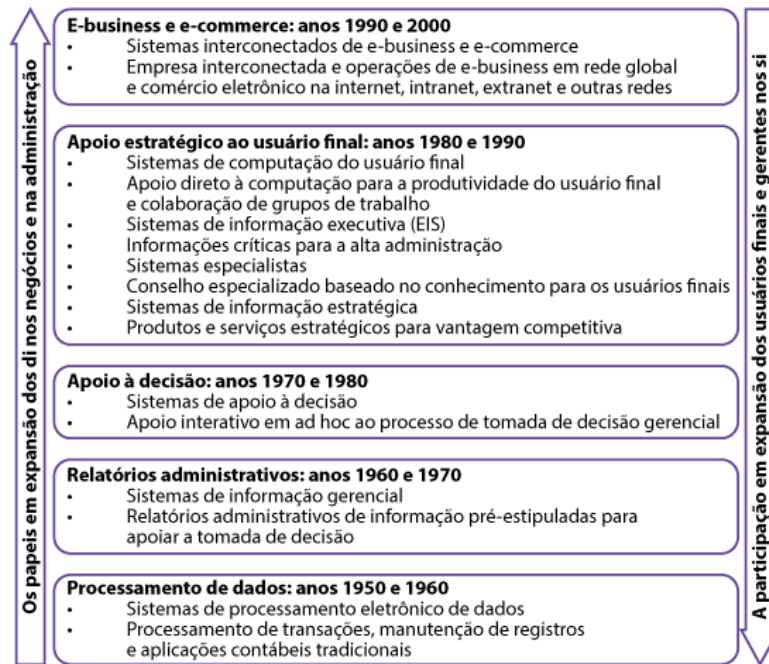 Os papeis em expansão dos di nos negócios e na administração
E-business e e-commerce: anos 1990 e 2000
• Sistemas interconectados de e-business e e-commerce
• Empresa interconectada e operações de e-business em rede global
e comércio eletrônico na internet, intranet, extranet e outras redes
Apoio estratégico ao usuário final: anos 1980 e 1990
• Sistemas de computação do usuário final
• Apoio direto à computação para a produtividade do usuário final
e colaboração de grupos de trabalho
• Sistemas de informação executiva (EIS)
• Informações críticas para a alta administração
• Sistemas especialistas
• Conselho especializado baseado no conhecimento para os usuários finais
• Sistemas de informação estratégica
• Produtos e serviços estratégicos para vantagem competitiva
Apoio à decisão: anos 1970 e 1980
• Sistemas de apoio à decisão
• Apoio interativo em ad hoc ao processo de tomada de decisão gerencial
Relatórios administrativos: anos 1960 e 1970
• Sistemas de informação gerencial
• Relatórios administrativos de informação pré-estipuladas para
apoiar a tomada de decisão
Processamento de dados: anos 1950 e 1960
• Sistemas de processamento eletrônico de dados
• Processamento de transações, manutenção de registros
e aplicações contábeis tradicionais
A participação em expansão dos usuários finais e gerentes nos si